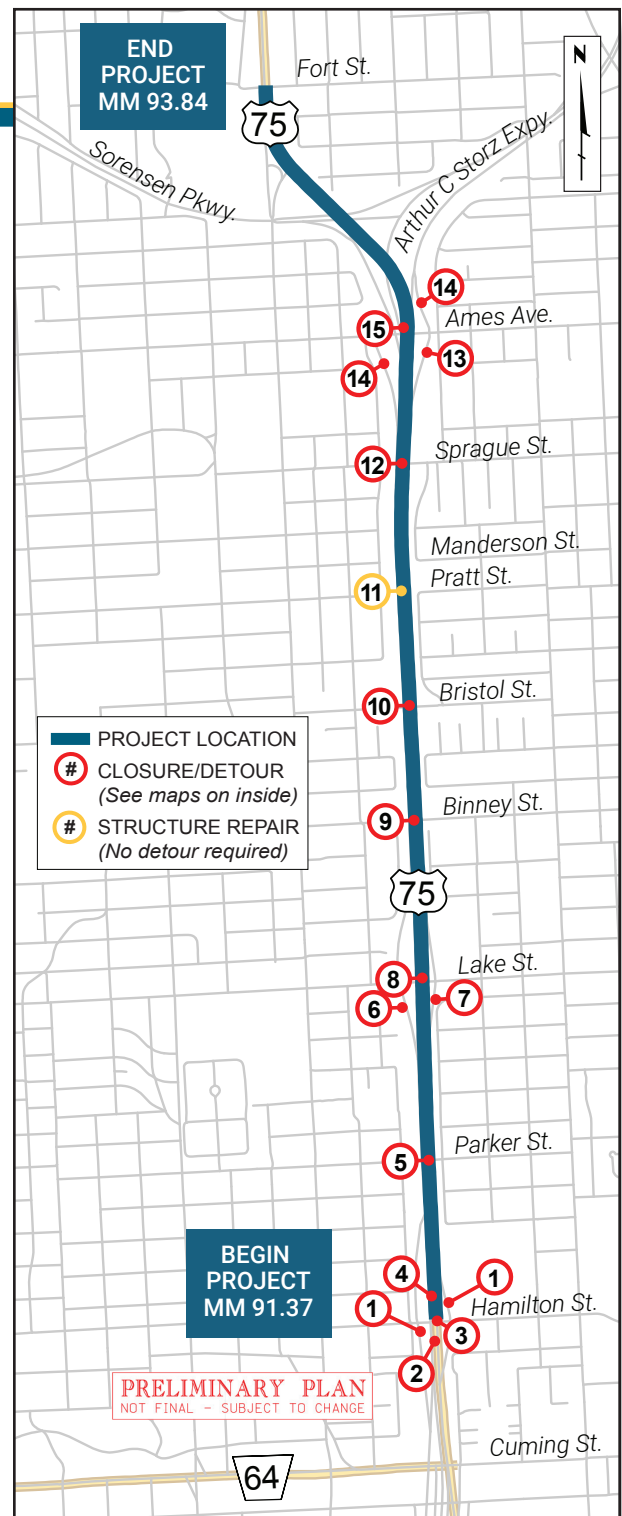 END
PROJECT
MM 93.84
Fort St.
N
75
Arthur C Storz Expy.
Sorensen Pkwy.
14
Ames Ave.
15
13
14
12
Sprague St.
Manderson St.
11
Pratt St.
10
Bristol St.
PROJECT LOCATION
# CLOSURE/DETOUR
(See maps on inside)
# STRUCTURE REPAIR
(No detour required)
9
Binney St.
75
8
Lake St.
6
7
5
Parker St.
BEGIN
PROJECT
MM 91.37
4
1
Hamilton St.
1
3
2
PRELIMINARY PLAN
NOT FINAL - SUBJECT TO CHANGE
Cuming St.
64